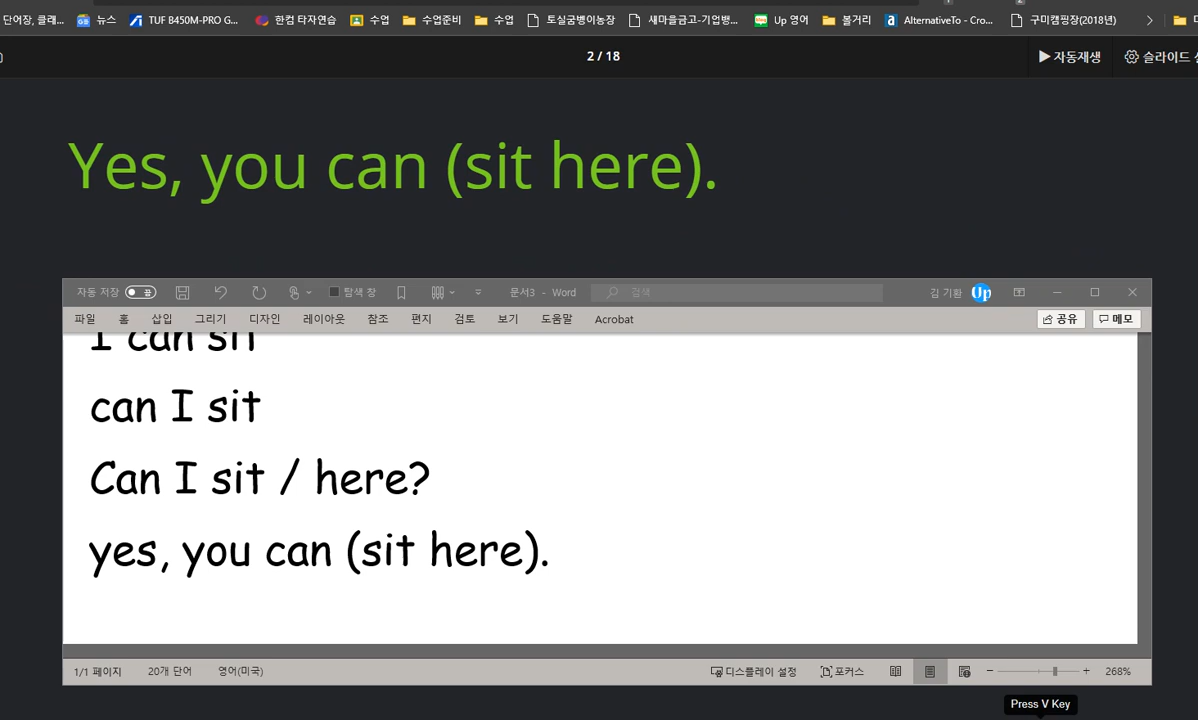 단어장, 클래... 뉴스 TUF B450M-PRO G... 한컴 타자연습 수업 수업준비 수업 토실굼벵이농장 새마을금고-기업뱅... Up 영어 볼거리 AlternativeTo - Cro... 구미캠핑장(2018년)
2 / 18 자동재생 슬라이드
Yes, you can (sit here).
자동 저장 끔 탐색 창 문서3 - Word 검색 김 기환 Up
파일 홈 삽입 그리기 디자인 레이아웃 참조 편지 검토 보기 도움말 Acrobat 공유 메모
I can sit
can I sit
Can I sit / here?
yes, you can (sit here).
1/1 페이지 20개 단어 영어(미국) 디스플레이 설정 포커스 268%
Press V Key